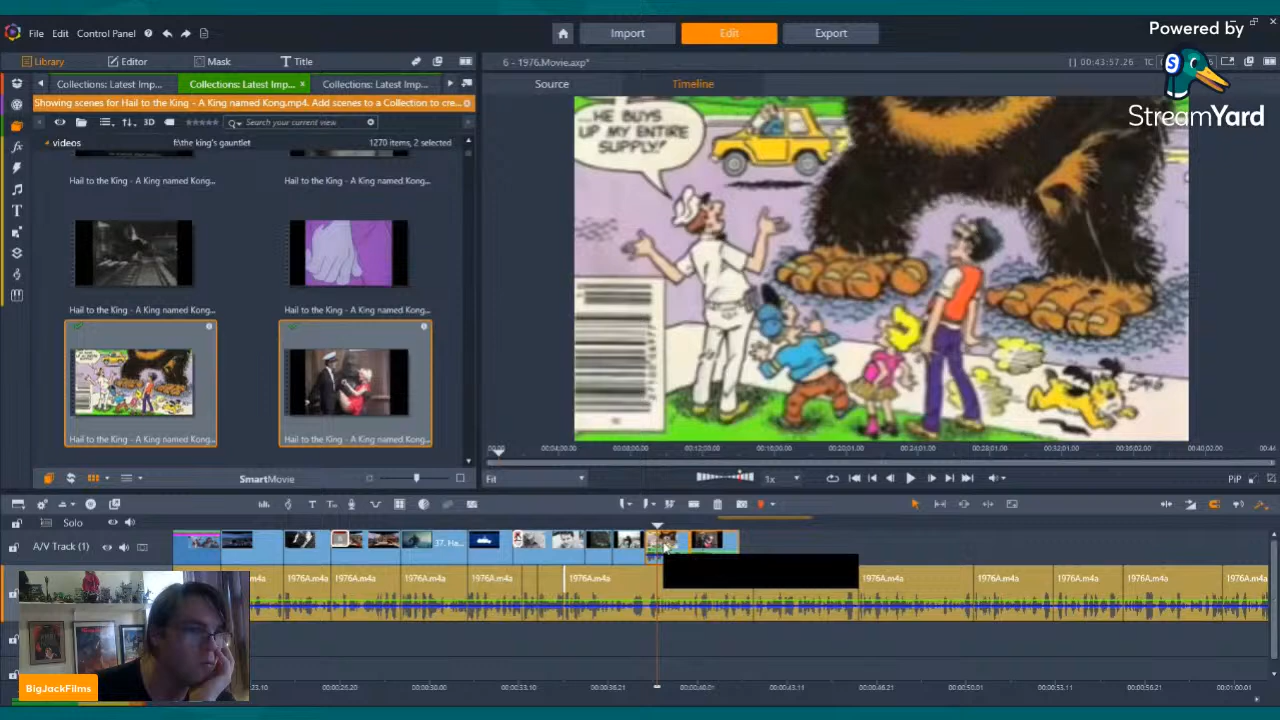 Powered by
StreamYard
File Edit Control Panel
Import Edit Export
Library Editor Mask Title
6 - 1976.Movie.axp*
[] 00:43:57.26 TC
Collections: Latest Imp... Collections: Latest Imp... × Collections: Latest Imp...
Source Timeline
Showing scenes for Hail to the King - A King named Kong.mp4. Add scenes to a Collection to cre...
3D Search your current view
videos f:\the king's gauntlet 1270 items, 2 selected
Hail to the King - A King named Kong... Hail to the King - A King named Kong...
Hail to the King - A King named Kong... Hail to the King - A King named Kong...
Hail to the King - A King named Kong... Hail to the King - A King named Kong...
...HE BUYS
UP MY ENTIRE
SUPPLY!
SmartMovie
Fit 1x PiP
Solo
A/V Track (1) 37. Ha...
1976A.m4a 1976A.m4a 1976A.m4a 1976A.m4a 1976A.m4a 1976A.m4a 1976A.m4a 1976A.m4a 1976A.m4a 1976A.m4a
BigJackFilms